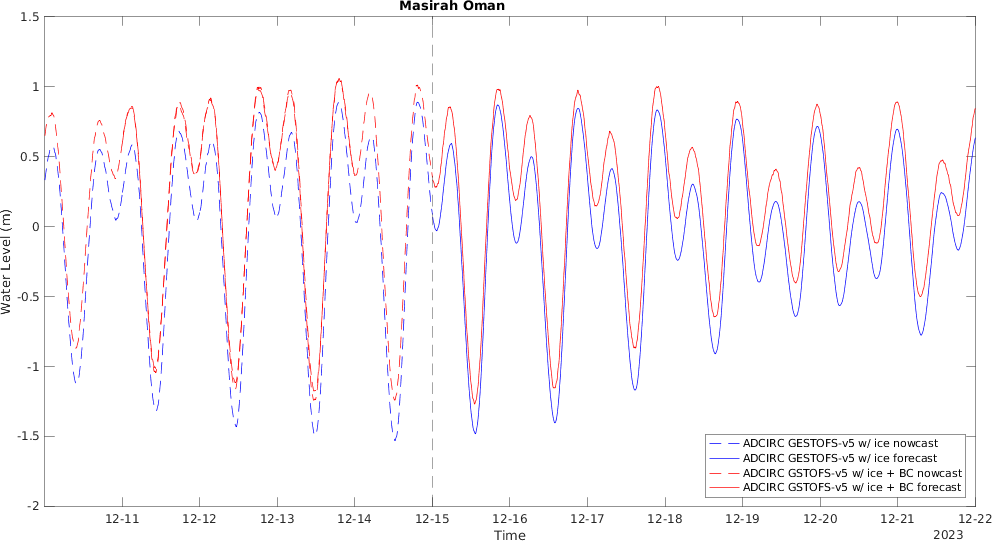 Masirah Oman
1.5
1
0.5
0
-0.5
-1
-1.5
-2
Water Level (m)
12-11 12-12 12-13 12-14 12-15 12-16 12-17 12-18 12-19 12-20 12-21 12-22
Time
2023
ADCIRC GESTOFS-v5 w/ ice nowcast
ADCIRC GESTOFS-v5 w/ ice forecast
ADCIRC GSTOFS-v5 w/ ice + BC nowcast
ADCIRC GSTOFS-v5 w/ ice + BC forecast